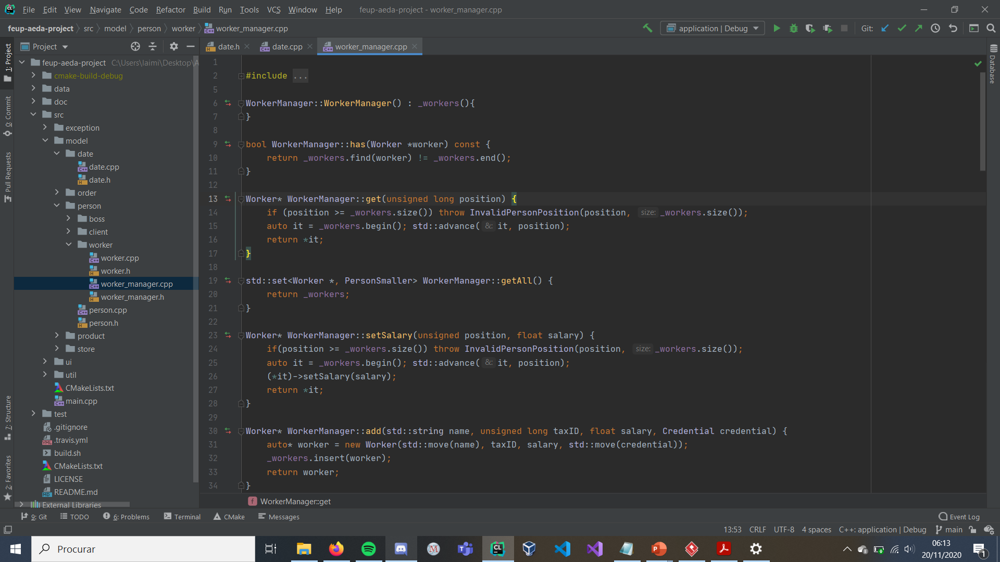 File Edit View Navigate Code Refactor Build Run Tools VCS Window Help feup-aeda-project - worker_manager.cpp
feup-aeda-project src model person worker worker_manager.cpp application | Debug Git:
1: Project
0: Commit
Pull Requests
7: Structure
2: Favorites
Project
feup-aeda-project C:\Users\laimi\Desktop\A
cmake-build-debug
data
doc
src
exception
model
date
date.cpp
date.h
order
person
boss
client
worker
worker.cpp
worker.h
worker_manager.cpp
worker_manager.h
person.cpp
person.h
product
store
ui
util
CMakeLists.txt
main.cpp
test
.gitignore
.travis.yml
build.sh
CMakeLists.txt
LICENSE
README.md
External Libraries
date.h date.cpp worker_manager.cpp
1
2 #include ...
5
6 WorkerManager::WorkerManager() : _workers(){
7 }
8
9 bool WorkerManager::has(Worker *worker) const {
10 return _workers.find(worker) != _workers.end();
11 }
12
13 Worker* WorkerManager::get(unsigned long position) {
14 if (position >= _workers.size()) throw InvalidPersonPosition(position, size: _workers.size());
15 auto it = _workers.begin(); std::advance( &: it, position);
16 return *it;
17 }
18
19 std::set<Worker *, PersonSmaller> WorkerManager::getAll() {
20 return _workers;
21 }
22
23 Worker* WorkerManager::setSalary(unsigned position, float salary) {
24 if(position >= _workers.size()) throw InvalidPersonPosition(position, size: _workers.size());
25 auto it = _workers.begin(); std::advance( &: it, position);
26 (*it)->setSalary(salary);
27 return *it;
28 }
29
30 Worker* WorkerManager::add(std::string name, unsigned long taxID, float salary, Credential credential) {
31 auto* worker = new Worker(std::move(name), taxID, salary, std::move(credential));
32 _workers.insert(worker);
33 return worker;
34 }
Database
f WorkerManager::get
9: Git TODO 6: Problems Terminal CMake Messages Event Log
13:53 CRLF UTF-8 4 spaces C++: application | Debug main
Procurar
06:13
20/11/2020
1